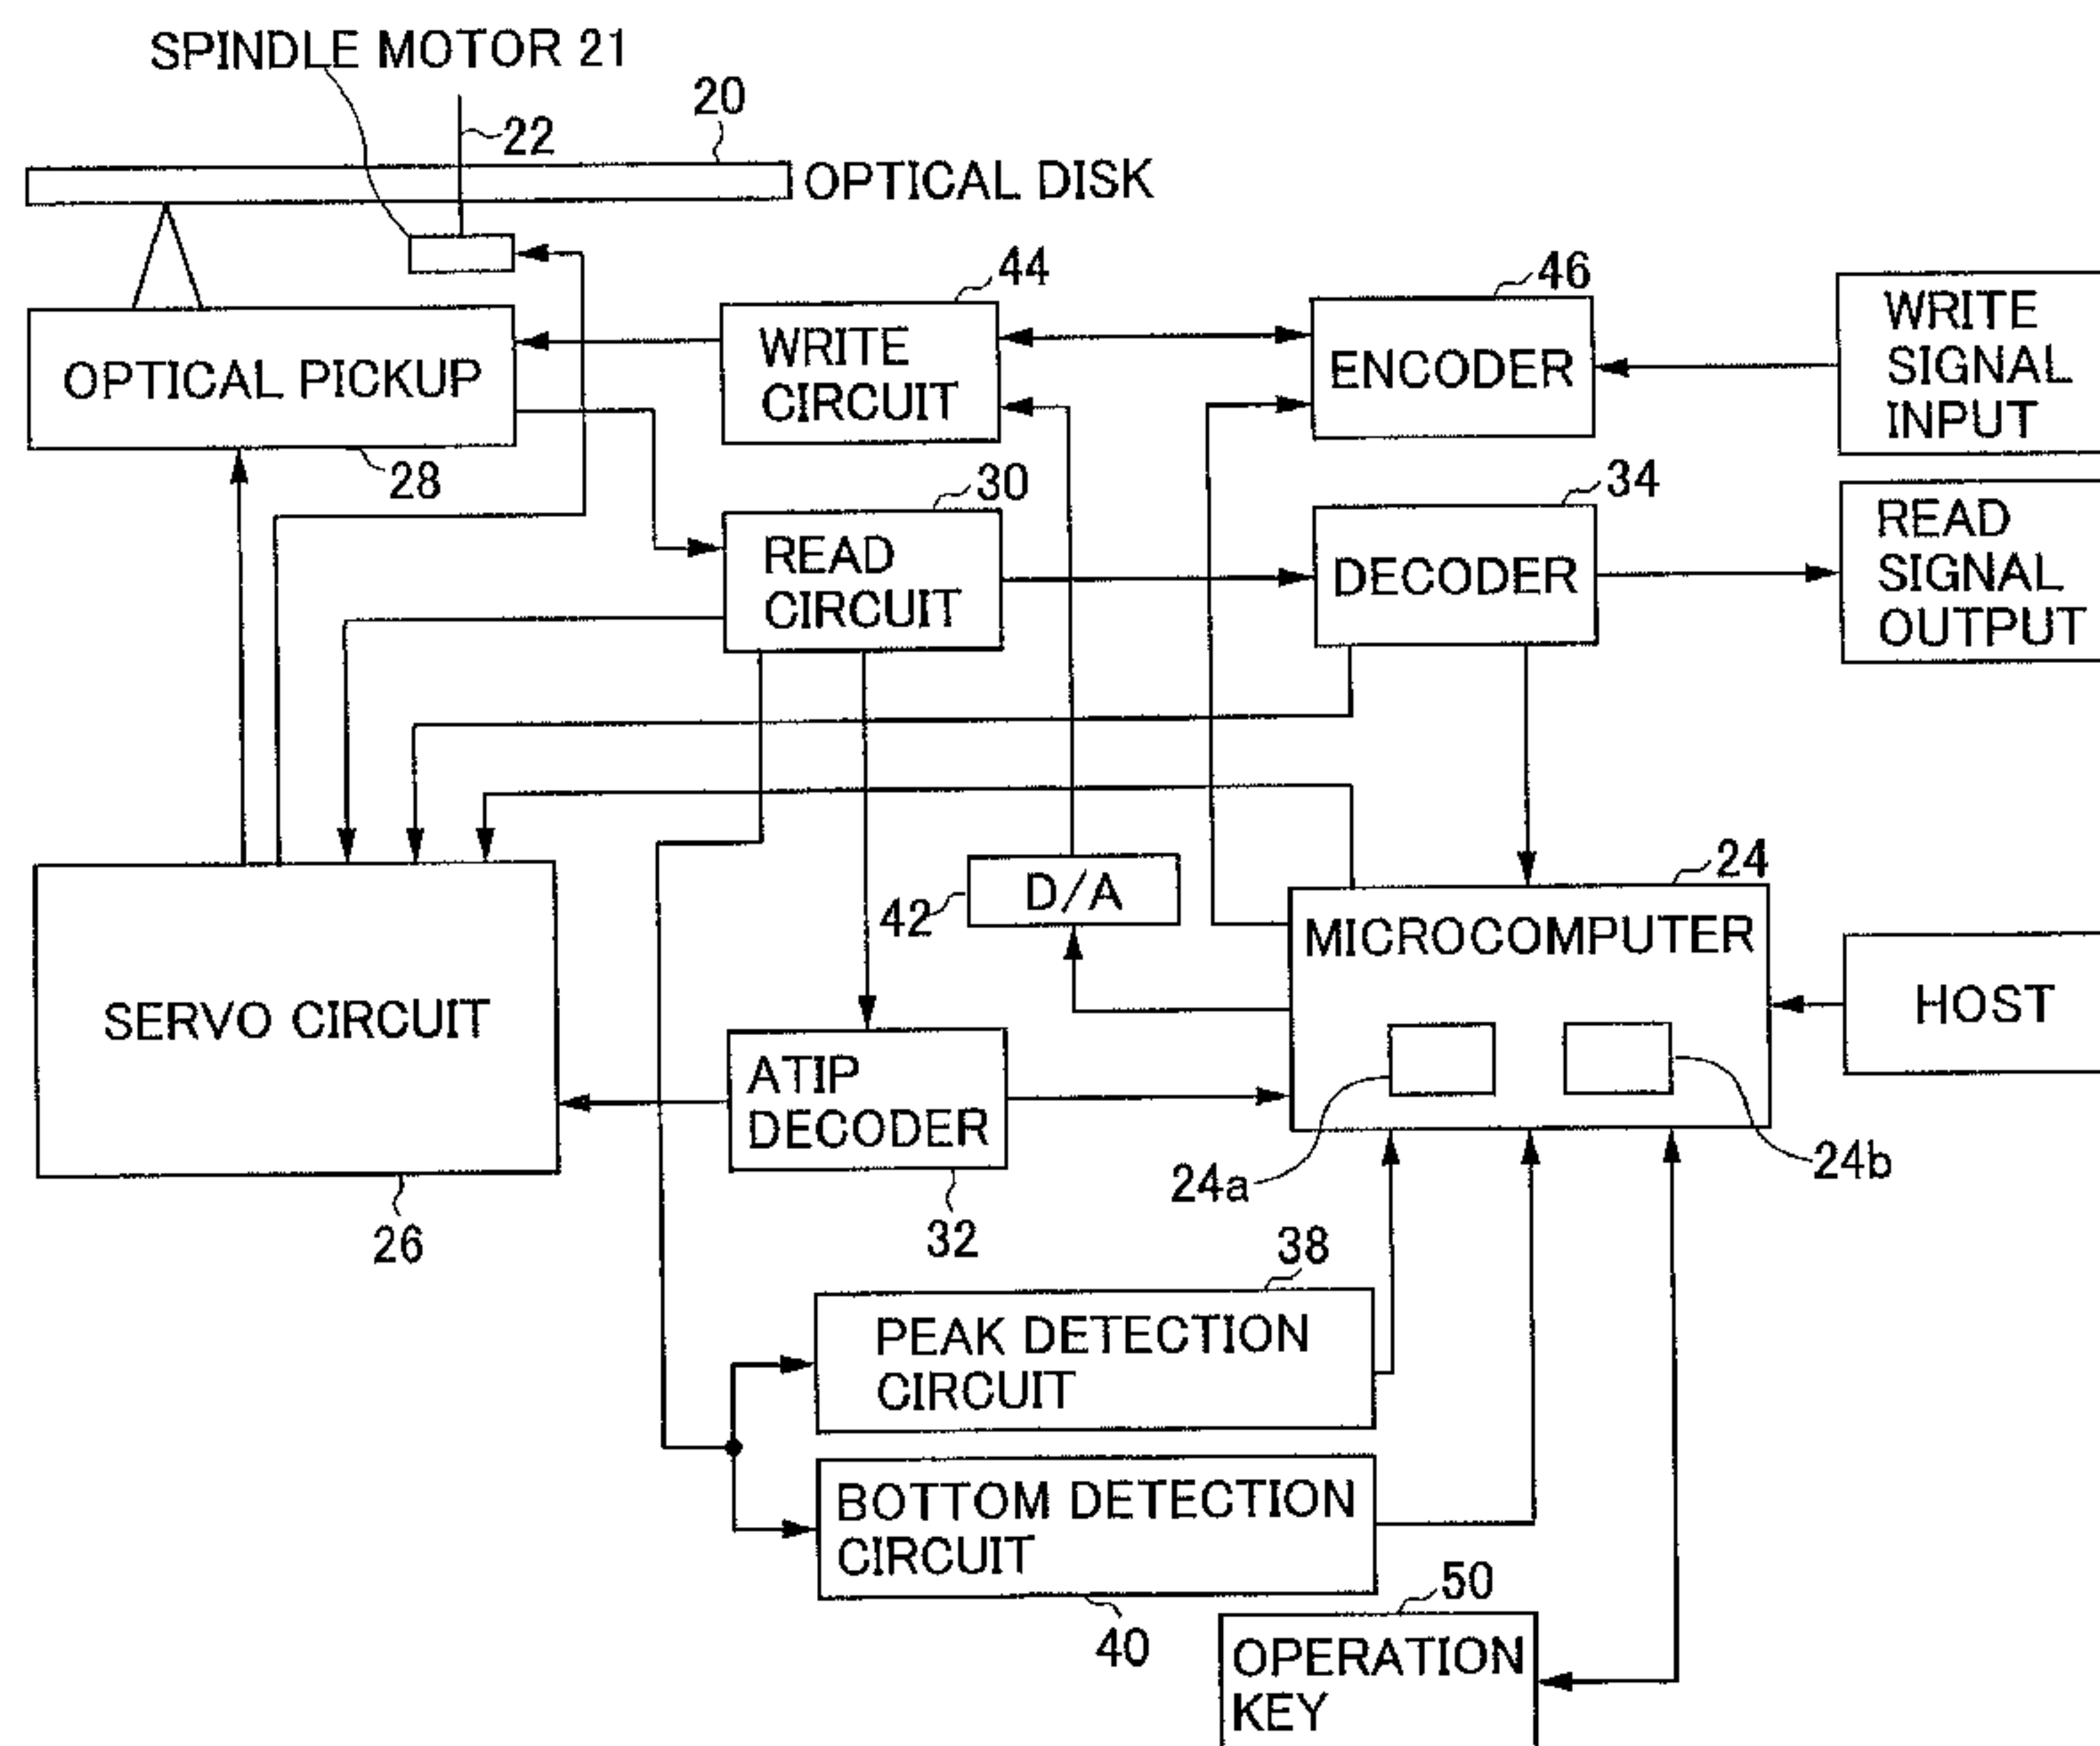 SPINDLE MOTOR 21
20
22
OPTICAL DISK
44
46
WRITE
SIGNAL
INPUT
WRITE
CIRCUIT
ENCODER
OPTICAL PICKUP
28
30
34
READ
SIGNAL
OUTPUT
READ
CIRCUIT
DECODER
24
42
D/A
MICROCOMPUTER
HOST
SERVO CIRCUIT
ATIP
DECODER
24a
24b
26
32
38
PEAK DETECTION
CIRCUIT
BOTTOM DETECTION
CIRCUIT
40
50
OPERATION
KEY